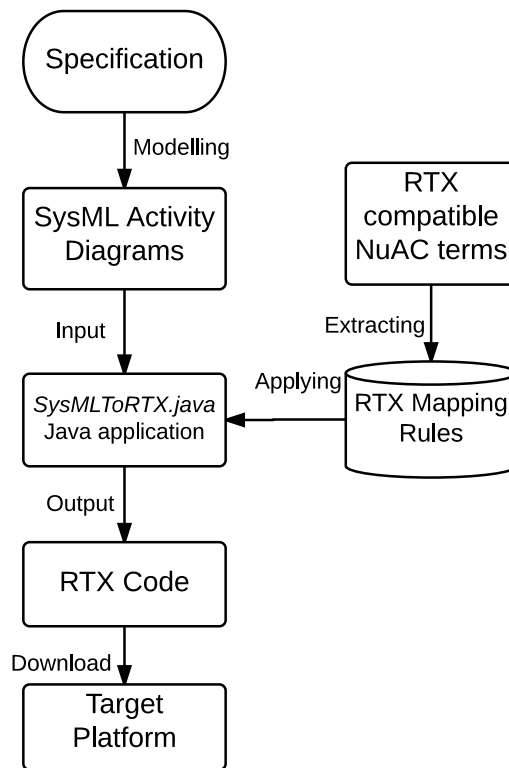 Specification
Modelling
SysML Activity
Diagrams
RTX
compatible
NuAC terms
Input
Extracting
SysMLToRTX.java
Java application
Applying
RTX Mapping
Rules
Output
RTX Code
Download
Target
Platform